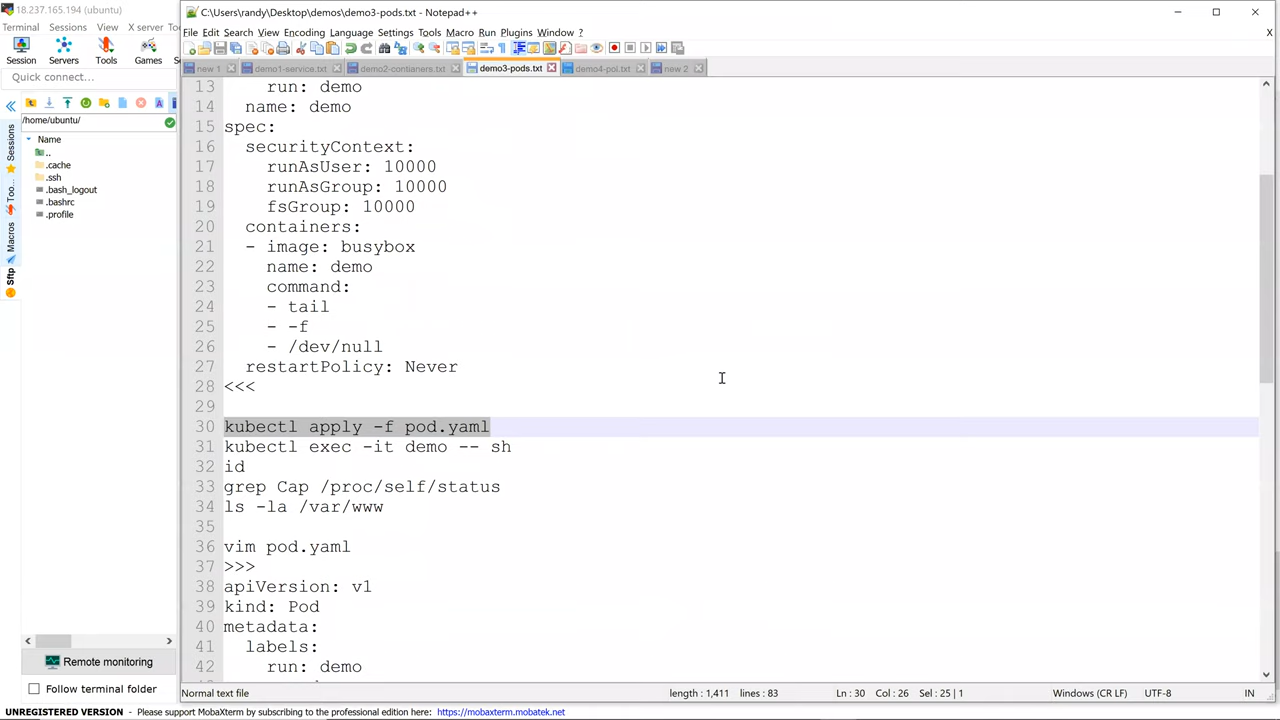 18.237.165.194 (ubuntu)
C:\Users\randy\Desktop\demos\demo3-pods.txt - Notepad++
Terminal Sessions View X server To
File Edit Search View Encoding Language Settings Tools Macro Run Plugins Window ?
X
Session Servers Tools Games Se
new 1 demo1-service.txt demo2-contianers.txt demo3-pods.txt demo4-pol.txt new 2
Quick connect...
/home/ubuntu/
Name
..
.cache
.ssh
.bash_logout
.bashrc
.profile
Sessions
Too...
Macros
Sftp
13 run: demo
14 name: demo
15 spec:
16 securityContext:
17 runAsUser: 10000
18 runAsGroup: 10000
19 fsGroup: 10000
20 containers:
21 - image: busybox
22 name: demo
23 command:
24 - tail
25 - -f
26 - /dev/null
27 restartPolicy: Never
28 <<<
29
30 kubectl apply -f pod.yaml
31 kubectl exec -it demo -- sh
32 id
33 grep Cap /proc/self/status
34 ls -la /var/www
35
36 vim pod.yaml
37 >>>
38 apiVersion: v1
39 kind: Pod
40 metadata:
41 labels:
42 run: demo
Remote monitoring
Follow terminal folder
Normal text file length : 1,411 lines : 83 Ln : 30 Col : 26 Sel : 25 | 1 Windows (CR LF) UTF-8 IN
UNREGISTERED VERSION - Please support MobaXterm by subscribing to the professional edition here: https://mobaxterm.mobatek.net